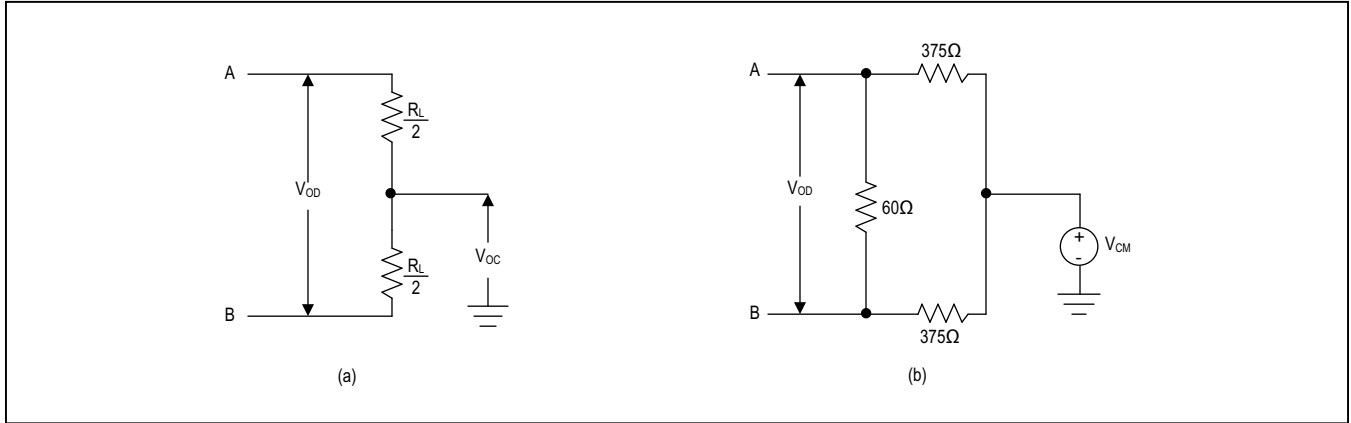 A
R_L
2
V_OD
R_L
2
V_OC
B
(a)
375Ω
A
V_OD
60Ω
+
-
V_CM
B
375Ω
(b)